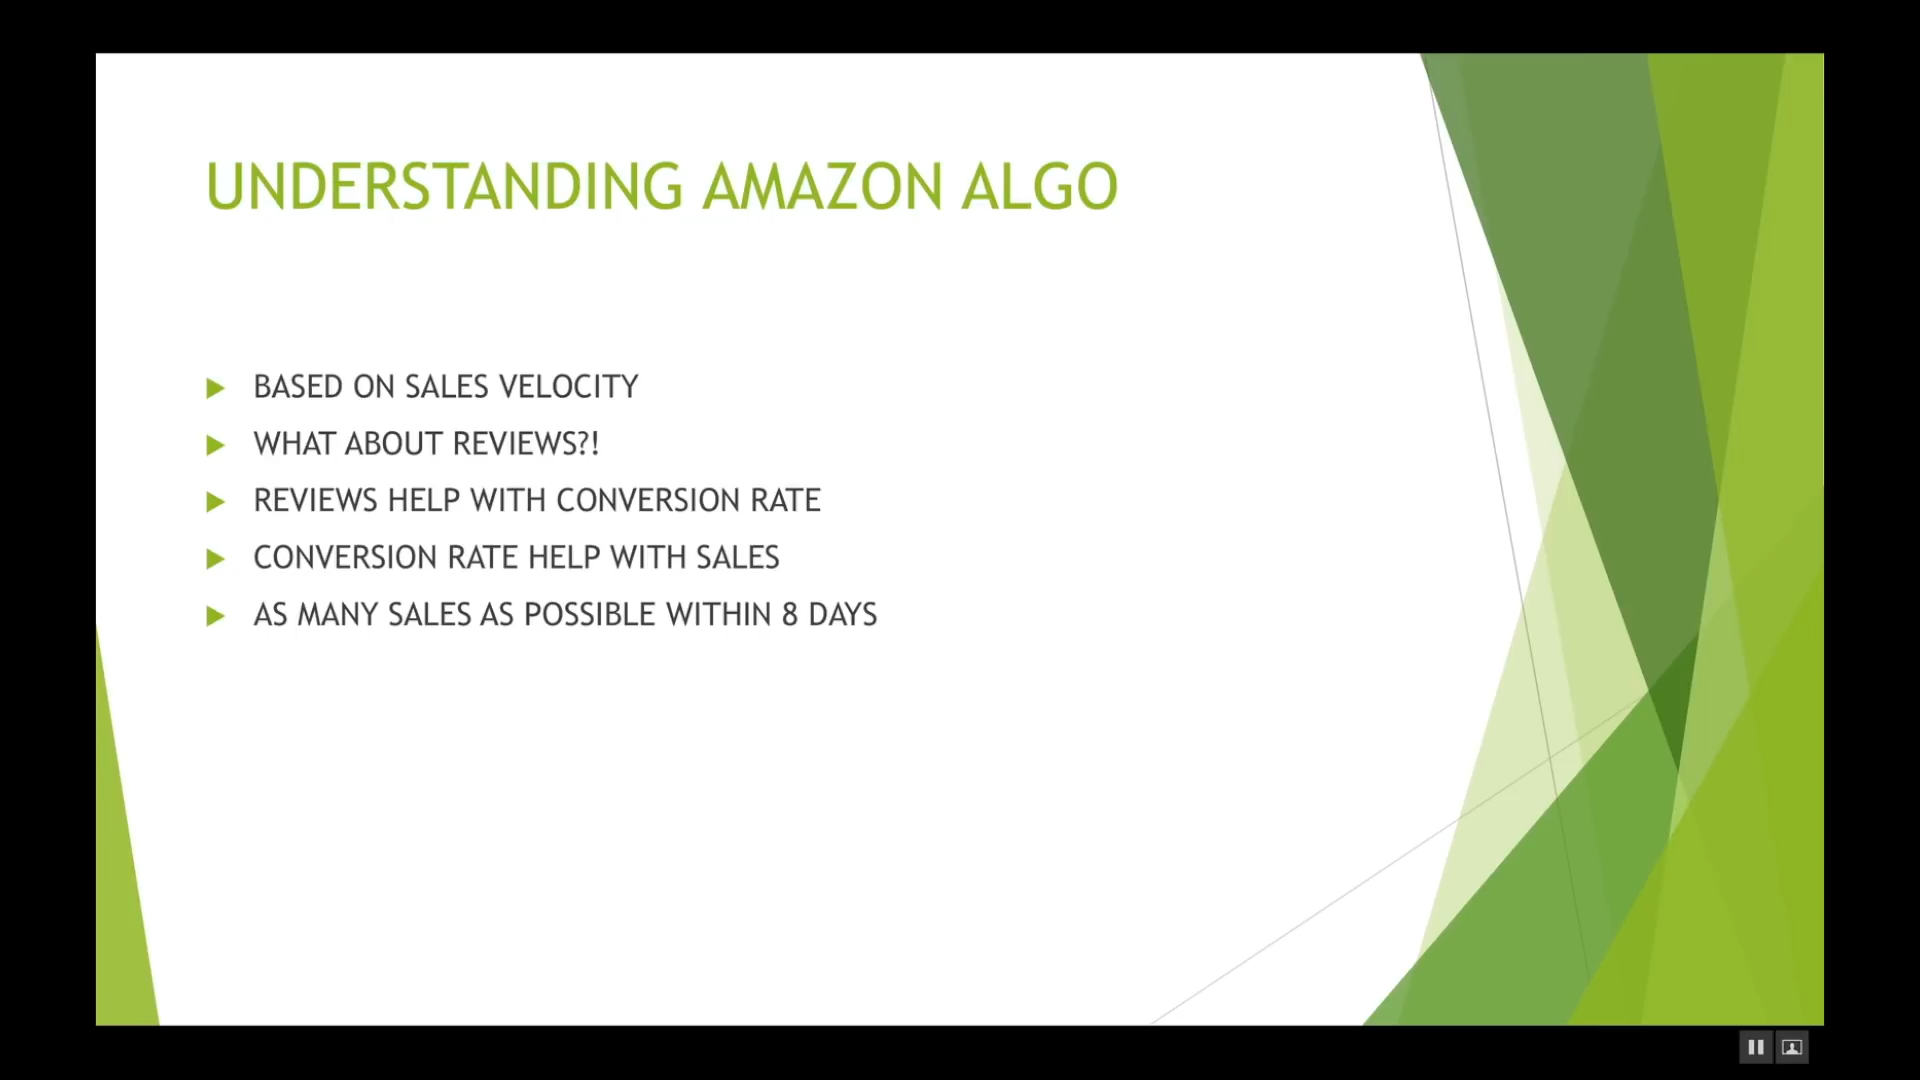 UNDERSTANDING AMAZON ALGO
BASED ON SALES VELOCITY
WHAT ABOUT REVIEWS?!
REVIEWS HELP WITH CONVERSION RATE
CONVERSION RATE HELP WITH SALES
AS MANY SALES AS POSSIBLE WITHIN 8 DAYS